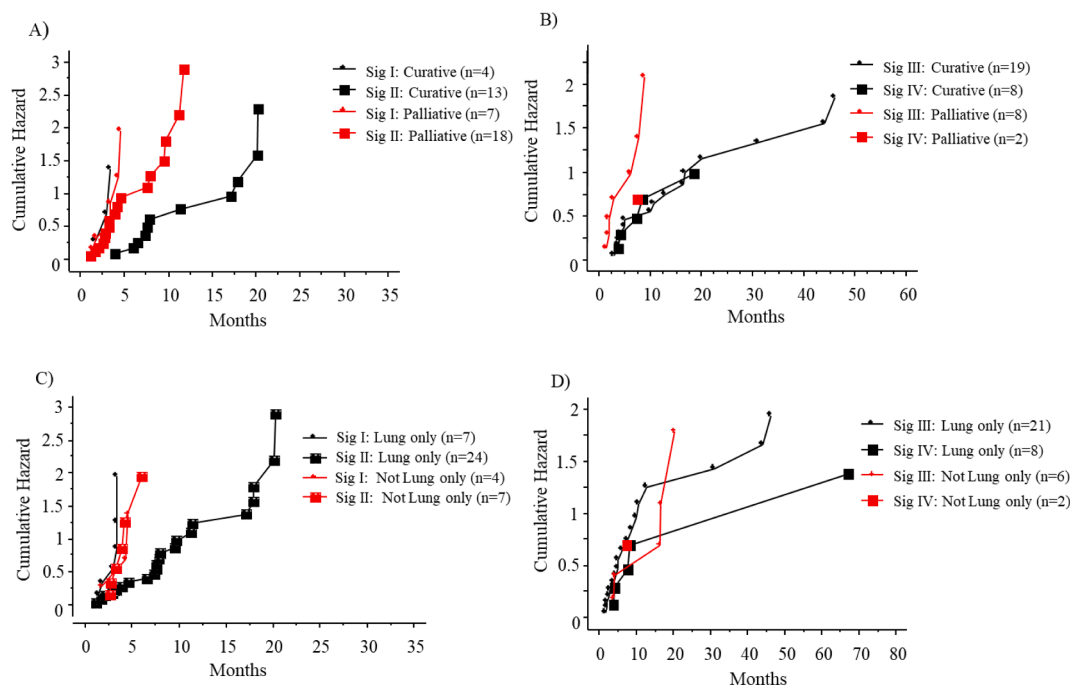 A)
Cumulative Hazard
3
2.5
2
1.5
1
0.5
0
0 5 10 15 20 25 30 35
Months
Sig I: Curative (n=4)
Sig II: Curative (n=13)
Sig I: Palliative (n=7)
Sig II: Palliative (n=18)
B)
Cumulative Hazard
2
1.5
1
0.5
0
0 10 20 30 40 50 60
Months
Sig III: Curative (n=19)
Sig IV: Curative (n=8)
Sig III: Palliative (n=8)
Sig IV: Palliative (n=2)
C)
Cumulative Hazard
3
2.5
2
1.5
1
0.5
0
0 5 10 15 20 25 30 35
Months
Sig I: Lung only (n=7)
Sig II: Lung only (n=24)
Sig I: Not Lung only (n=4)
Sig II: Not Lung only (n=7)
D)
Cumulative Hazard
2
1.5
1
0.5
0
0 10 20 30 40 50 60 70 80
Months
Sig III: Lung only (n=21)
Sig IV: Lung only (n=8)
Sig III: Not Lung only (n=6)
Sig IV: Not Lung only (n=2)